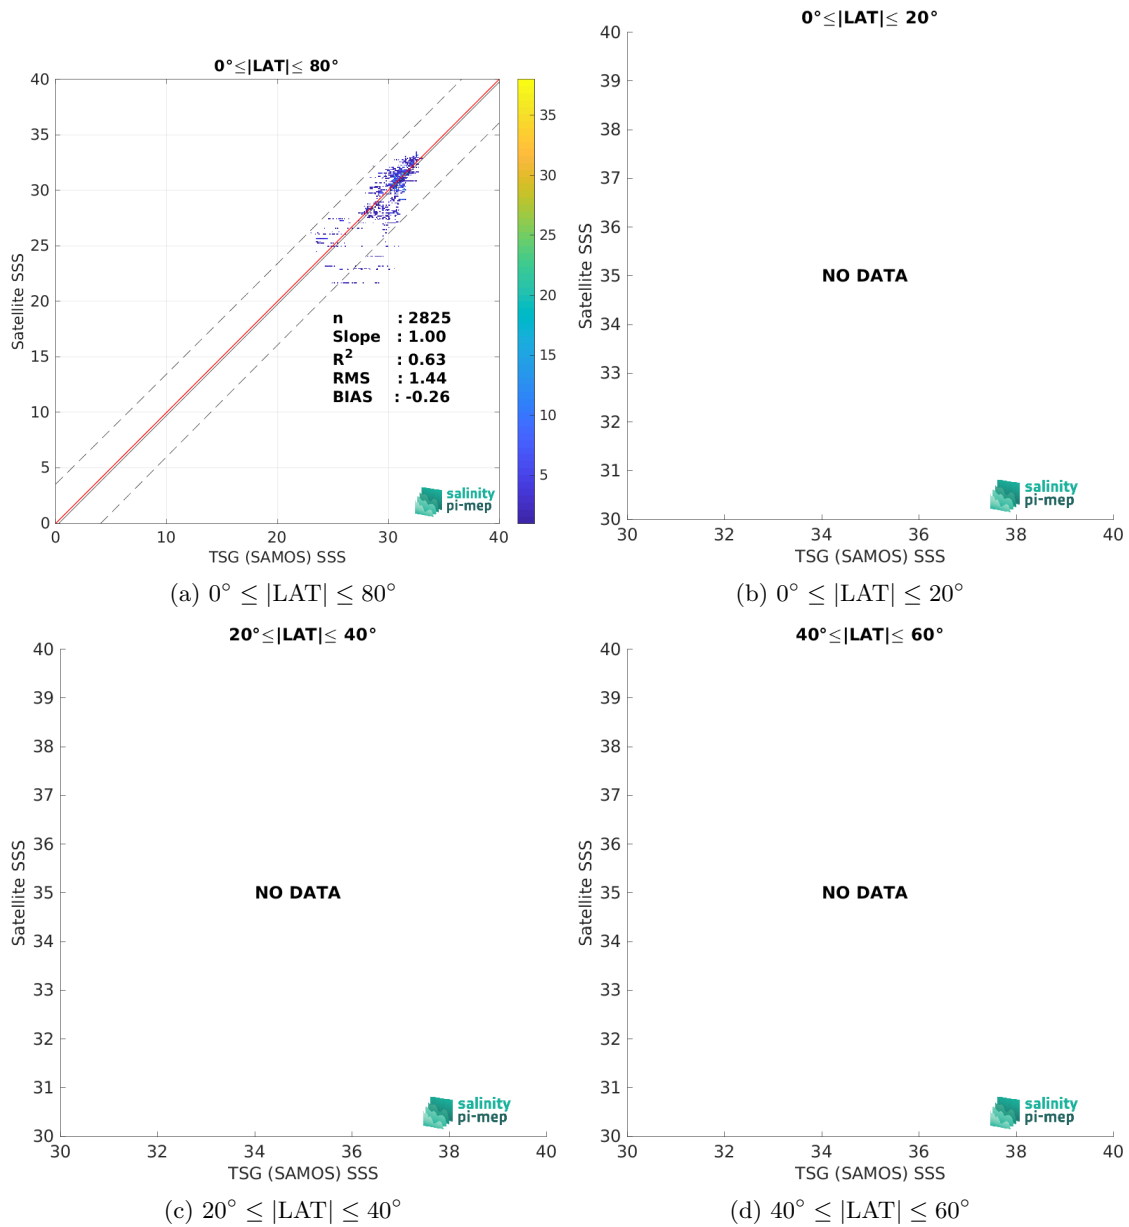 0°≤|LAT|≤ 80°
40
35
30
25
20
15
10
5
0
Satellite SSS
0
10
20
30
40
TSG (SAMOS) SSS
n : 2825
Slope : 1.00
R² : 0.63
RMS : 1.44
BIAS : -0.26
salinity
pi-mep
35
30
25
20
15
10
5
(a) 0° ≤ |LAT| ≤ 80°
0°≤|LAT|≤ 20°
40
39
38
37
36
35
34
33
32
31
30
Satellite SSS
NO DATA
salinity
pi-mep
30
32
34
36
38
40
TSG (SAMOS) SSS
(b) 0° ≤ |LAT| ≤ 20°
20°≤|LAT|≤ 40°
40
39
38
37
36
35
34
33
32
31
30
Satellite SSS
NO DATA
salinity
pi-mep
30
32
34
36
38
40
TSG (SAMOS) SSS
(c) 20° ≤ |LAT| ≤ 40°
40°≤|LAT|≤ 60°
40
39
38
37
36
35
34
33
32
31
30
Satellite SSS
NO DATA
salinity
pi-mep
30
32
34
36
38
40
TSG (SAMOS) SSS
(d) 40° ≤ |LAT| ≤ 60°